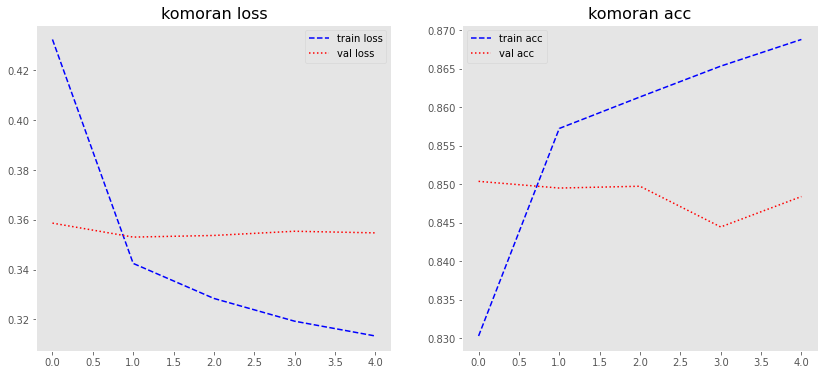 komoran loss
train loss
val loss
0.42
0.40
0.38
0.36
0.34
0.32
0.0 0.5 1.0 1.5 2.0 2.5 3.0 3.5 4.0
komoran acc
train acc
val acc
0.870
0.865
0.860
0.855
0.850
0.845
0.840
0.835
0.830
0.0 0.5 1.0 1.5 2.0 2.5 3.0 3.5 4.0